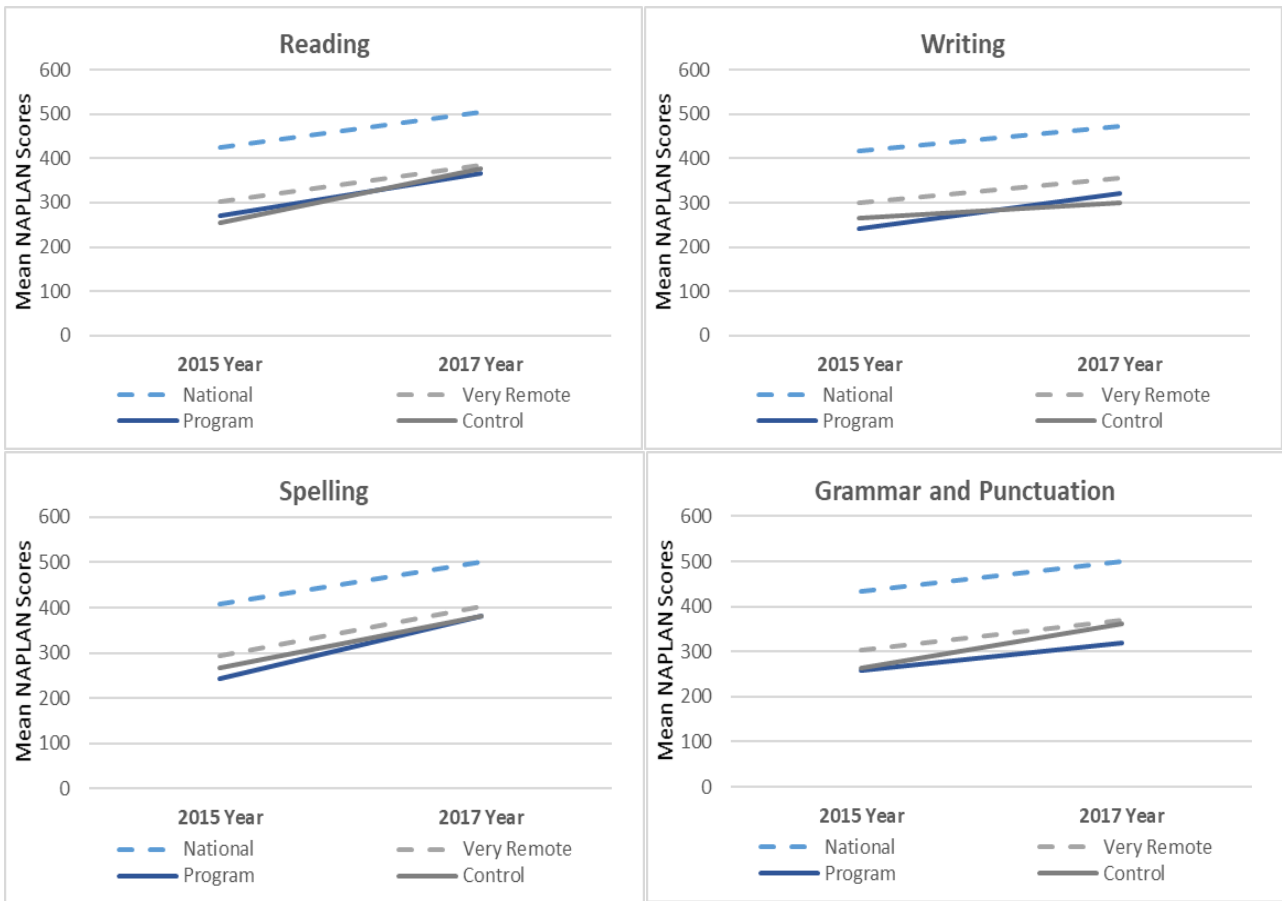 Reading
Mean NAPLAN Scores
600
500
400
300
200
100
0
2015 Year 2017 Year
National Very Remote
Program Control
Writing
Mean NAPLAN Scores
600
500
400
300
200
100
0
2015 Year 2017 Year
National Very Remote
Program Control
Spelling
Mean NAPLAN Scores
600
500
400
300
200
100
0
2015 Year 2017 Year
National Very Remote
Program Control
Grammar and Punctuation
Mean NAPLAN Scores
600
500
400
300
200
100
0
2015 Year 2017 Year
National Very Remote
Program Control